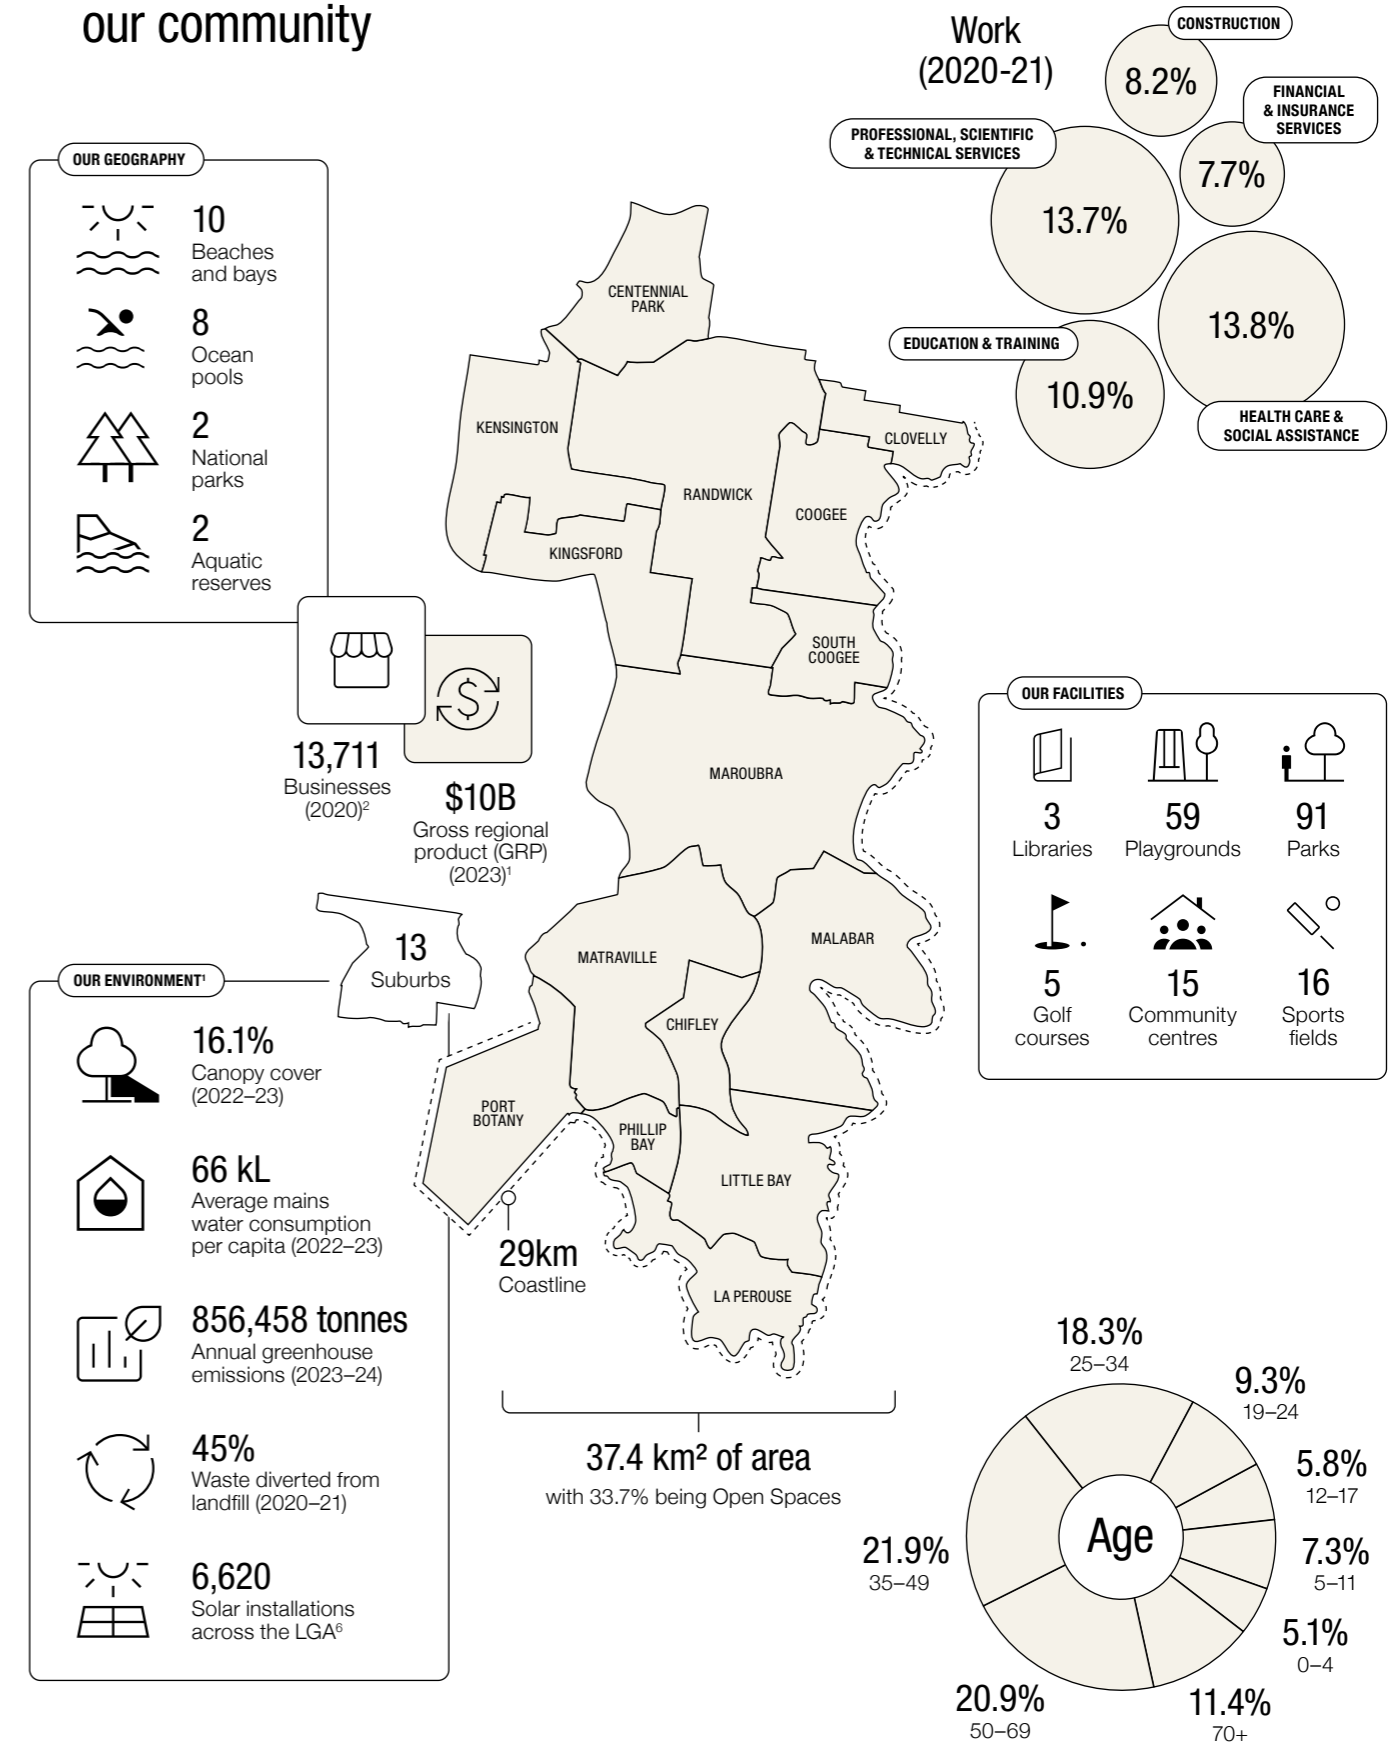 our community
OUR GEOGRAPHY
10
Beaches
and bays
8
Ocean
pools
2
National
parks
2
Aquatic
reserves
13,711
Businesses
(2020)²
$10B
Gross regional
product (GRP)
(2023)¹
13
Suburbs
OUR ENVIRONMENT¹
16.1%
Canopy cover
(2022–23)
66 kL
Average mains
water consumption
per capita (2022–23)
856,458 tonnes
Annual greenhouse
emissions (2023–24)
45%
Waste diverted from
landfill (2020–21)
6,620
Solar installations
across the LGA⁶
CENTENNIAL
PARK
KENSINGTON
CLOVELLY
RANDWICK
COOGEE
KINGSFORD
SOUTH
COOGEE
MAROUBRA
MALABAR
MATRAVILLE
CHIFLEY
PORT
BOTANY
PHILLIP
BAY
LITTLE BAY
LA PEROUSE
29km
Coastline
37.4 km² of area
with 33.7% being Open Spaces
Work
(2020-21)
CONSTRUCTION
8.2%
FINANCIAL
& INSURANCE
SERVICES
7.7%
PROFESSIONAL, SCIENTIFIC
& TECHNICAL SERVICES
13.7%
13.8%
HEALTH CARE &
SOCIAL ASSISTANCE
EDUCATION & TRAINING
10.9%
OUR FACILITIES
3
Libraries
59
Playgrounds
91
Parks
5
Golf
courses
15
Community
centres
16
Sports
fields
Age
18.3%
25–34
9.3%
19–24
5.8%
12–17
7.3%
5–11
5.1%
0–4
11.4%
70+
20.9%
50–69
21.9%
35–49